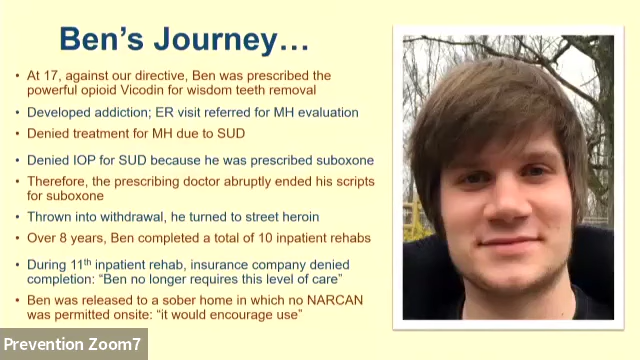 Ben's Journey…
• At 17, against our directive, Ben was prescribed the
powerful opioid Vicodin for wisdom teeth removal
• Developed addiction; ER visit referred for MH evaluation
• Denied treatment for MH due to SUD
• Denied IOP for SUD because he was prescribed suboxone
• Therefore, the prescribing doctor abruptly ended his scripts
for suboxone
• Thrown into withdrawal, he turned to street heroin
• Over 8 years, Ben completed a total of 10 inpatient rehabs
• During 11th inpatient rehab, insurance company denied
completion: “Ben no longer requires this level of care”
• Ben was released to a sober home in which no NARCAN
was permitted onsite: “it would encourage use”
Prevention Zoom7